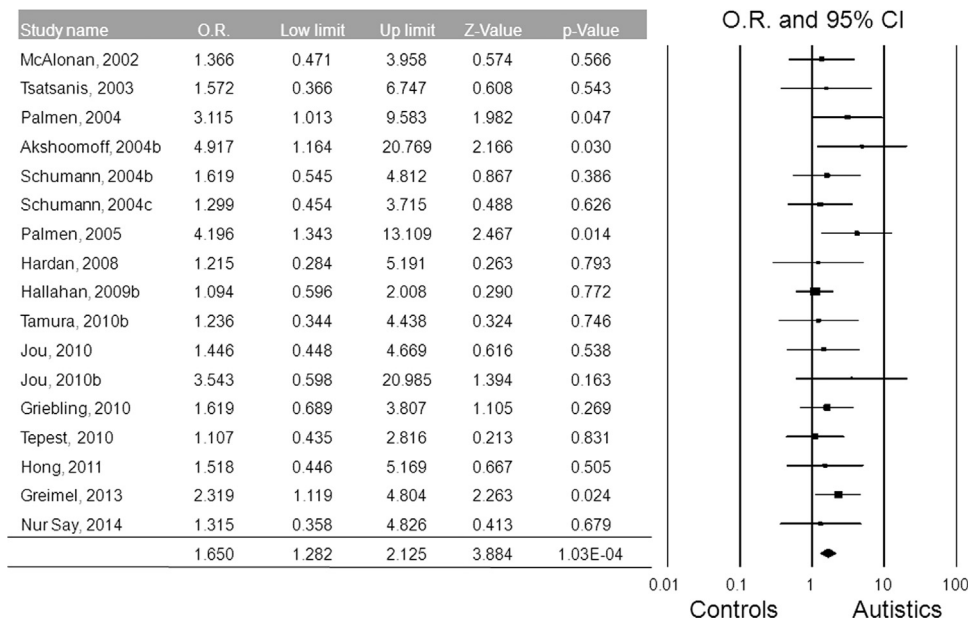 O.R. and 95% CI
Study name O.R. Low limit Up limit Z-Value p-Value
McAlonan, 2002 1.366 0.471 3.958 0.574 0.566
Tsatsanis, 2003 1.572 0.366 6.747 0.608 0.543
Palmen, 2004 3.115 1.013 9.583 1.982 0.047
Akshoomoff, 2004b 4.917 1.164 20.769 2.166 0.030
Schumann, 2004b 1.619 0.545 4.812 0.867 0.386
Schumann, 2004c 1.299 0.454 3.715 0.488 0.626
Palmen, 2005 4.196 1.343 13.109 2.467 0.014
Hardan, 2008 1.215 0.284 5.191 0.263 0.793
Hallahan, 2009b 1.094 0.596 2.008 0.290 0.772
Tamura, 2010b 1.236 0.344 4.438 0.324 0.746
Jou, 2010 1.446 0.448 4.669 0.616 0.538
Jou, 2010b 3.543 0.598 20.985 1.394 0.163
Griebling, 2010 1.619 0.689 3.807 1.105 0.269
Tepest, 2010 1.107 0.435 2.816 0.213 0.831
Hong, 2011 1.518 0.446 5.169 0.667 0.505
Greimel, 2013 2.319 1.119 4.804 2.263 0.024
Nur Say, 2014 1.315 0.358 4.826 0.413 0.679
1.650 1.282 2.125 3.884 1.03E-04
0.01 0.1 1 10 100
Controls Autistics